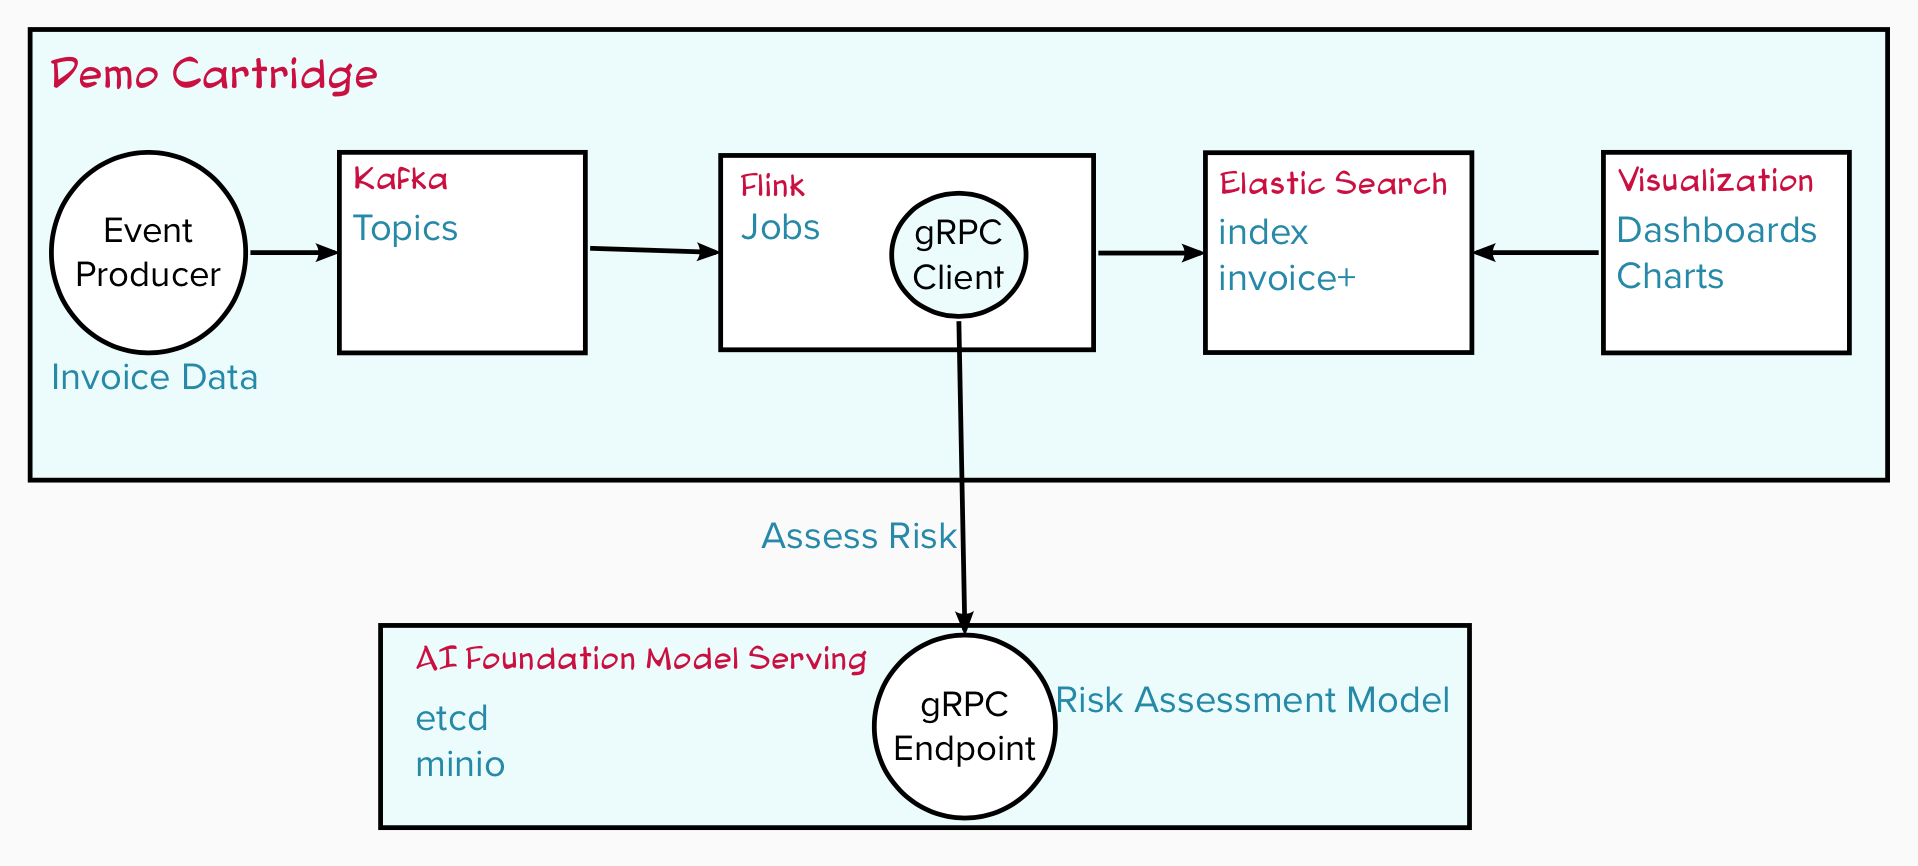 Demo Cartridge
Event
Producer
Invoice Data
Kafka
Topics
Flink
Jobs
gRPC
Client
Elastic Search
index
invoice+
Visualization
Dashboards
Charts
Assess Risk
AI Foundation Model Serving
etcd
minio
gRPC
Endpoint
Risk Assessment Model